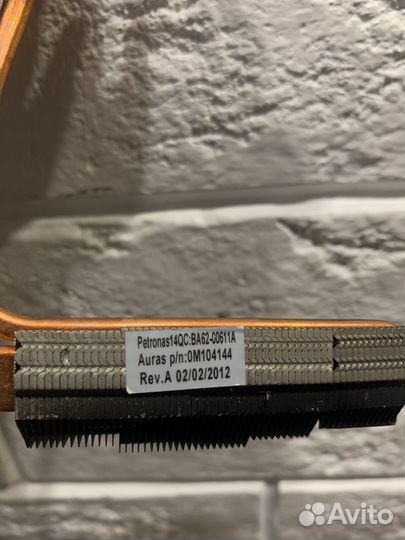 Petronas14QC:BA62-00611A
Auras p/n:0M104144
Rev.A 02/02/2012
Avito